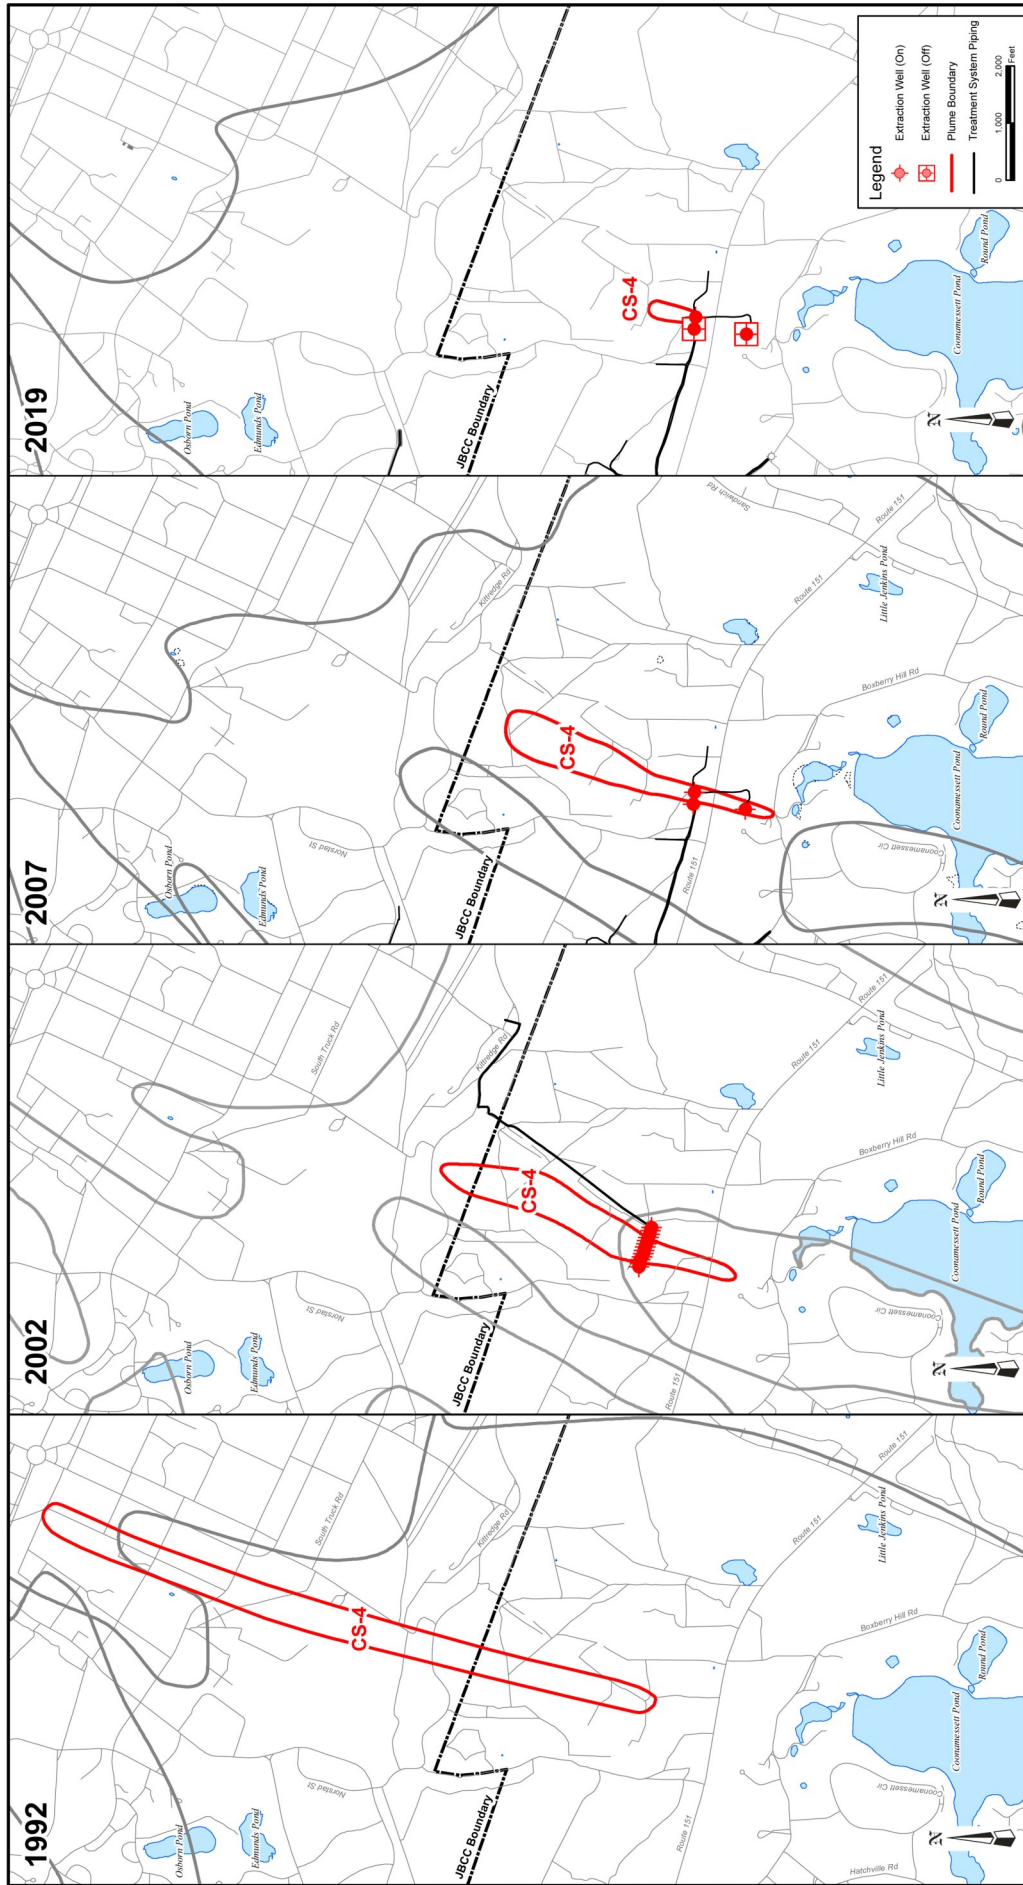 1992
Osborn Pond
Edmunds Pond
South Truck Rd
CS-4
Norstad St
Kittredge Rd
JBCC Boundary
Route 151
Route 151
Little Jenkins Pond
Boxberry Hill Rd
Hatchville Rd
Coonamessett Cir
Coonamessett Pond
Round Pond
N
2002
Osborn Pond
Edmunds Pond
South Truck Rd
Norstad St
Kittredge Rd
JBCC Boundary
CS-4
Route 151
Route 151
Little Jenkins Pond
Boxberry Hill Rd
Coonamessett Cir
Coonamessett Pond
Round Pond
N
2007
Osborn Pond
Edmunds Pond
Norstad St
Kittredge Rd
JBCC Boundary
CS-4
Sandwich Rd
Route 151
Route 151
Little Jenkins Pond
Boxberry Hill Rd
Coonamessett Cir
Coonamessett Pond
Round Pond
N
2019
Osborn Pond
Edmunds Pond
JBCC Boundary
CS-4
Coonamessett Pond
Round Pond
N
Legend
Extraction Well (On)
Extraction Well (Off)
Plume Boundary
Treatment System Piping
0 1,000 2,000
Feet